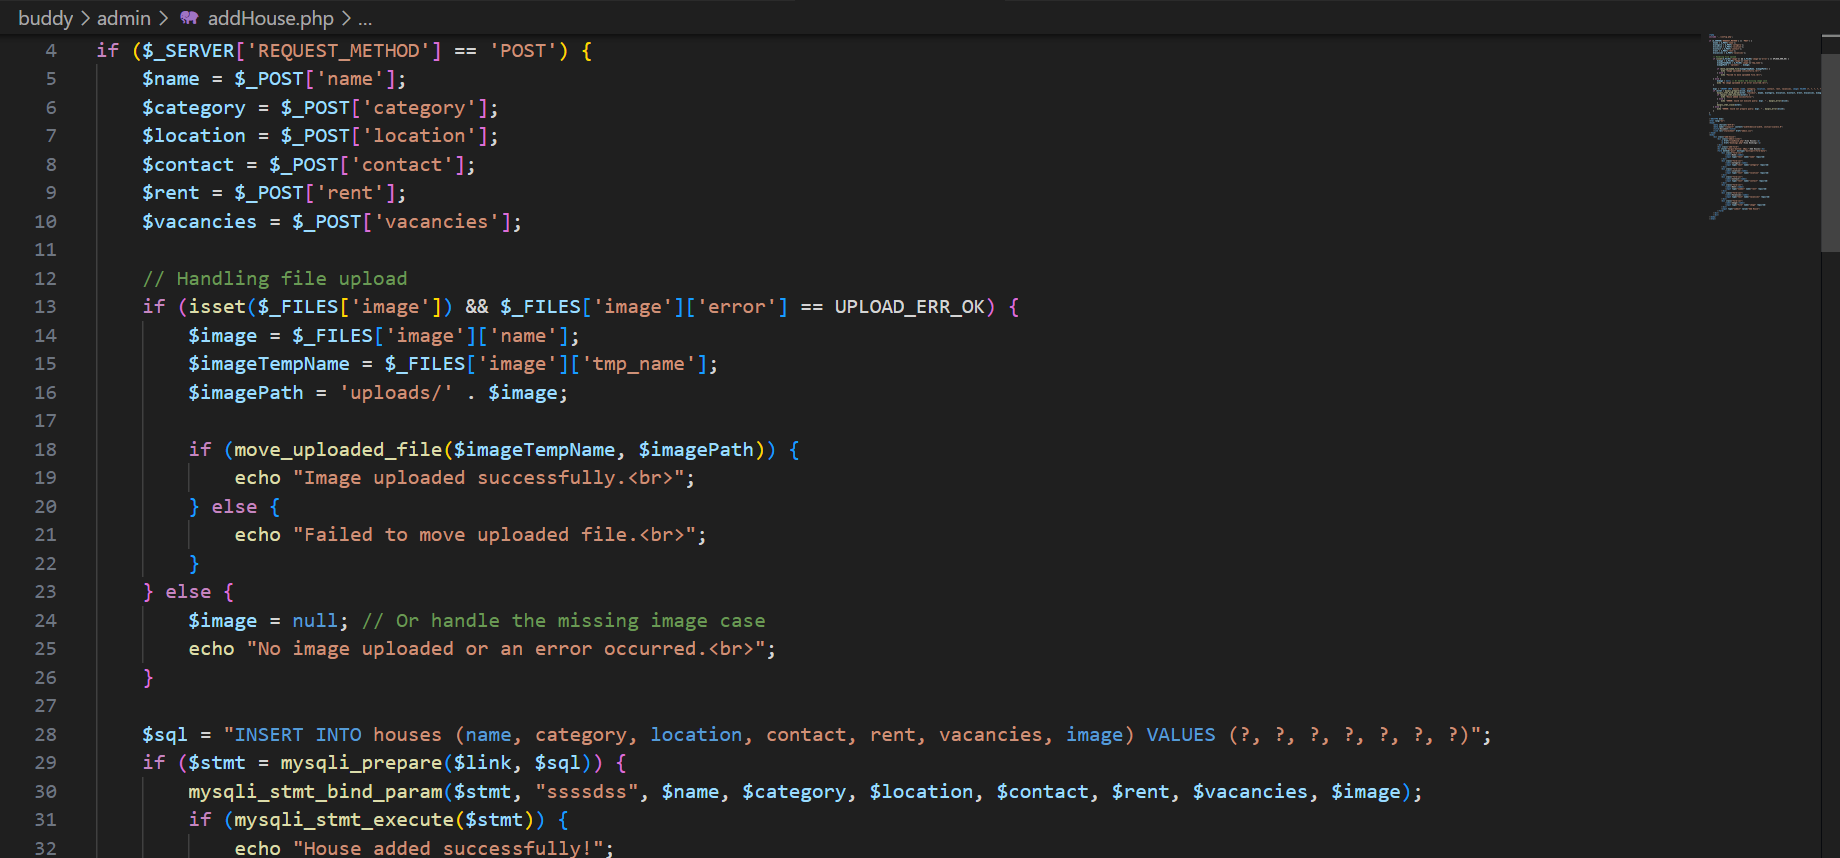 buddy > admin > addHouse.php > ...
4 if ($_SERVER['REQUEST_METHOD'] == 'POST') {
5 $name = $_POST['name'];
6 $category = $_POST['category'];
7 $location = $_POST['location'];
8 $contact = $_POST['contact'];
9 $rent = $_POST['rent'];
10 $vacancies = $_POST['vacancies'];
11
12 // Handling file upload
13 if (isset($_FILES['image']) && $_FILES['image']['error'] == UPLOAD_ERR_OK) {
14 $image = $_FILES['image']['name'];
15 $imageTempName = $_FILES['image']['tmp_name'];
16 $imagePath = 'uploads/' . $image;
17
18 if (move_uploaded_file($imageTempName, $imagePath)) {
19 echo "Image uploaded successfully.<br>";
20 } else {
21 echo "Failed to move uploaded file.<br>";
22 }
23 } else {
24 $image = null; // Or handle the missing image case
25 echo "No image uploaded or an error occurred.<br>";
26 }
27
28 $sql = "INSERT INTO houses (name, category, location, contact, rent, vacancies, image) VALUES (?, ?, ?, ?, ?, ?, ?)";
29 if ($stmt = mysqli_prepare($link, $sql)) {
30 mysqli_stmt_bind_param($stmt, "ssssdss", $name, $category, $location, $contact, $rent, $vacancies, $image);
31 if (mysqli_stmt_execute($stmt)) {
32 echo "House added successfully!";